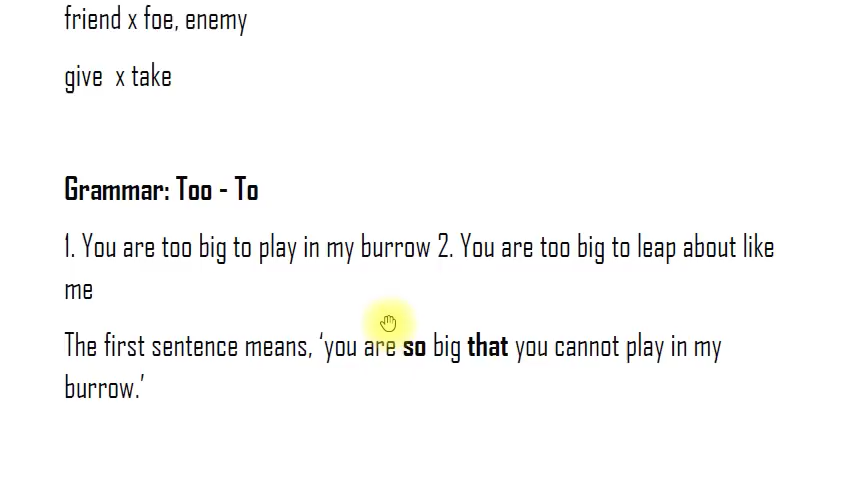 friend x foe, enemy
give x take
Grammar: Too - To
1. You are too big to play in my burrow 2. You are too big to leap about like
me
The first sentence means, ‘you are so big that you cannot play in my
burrow.’